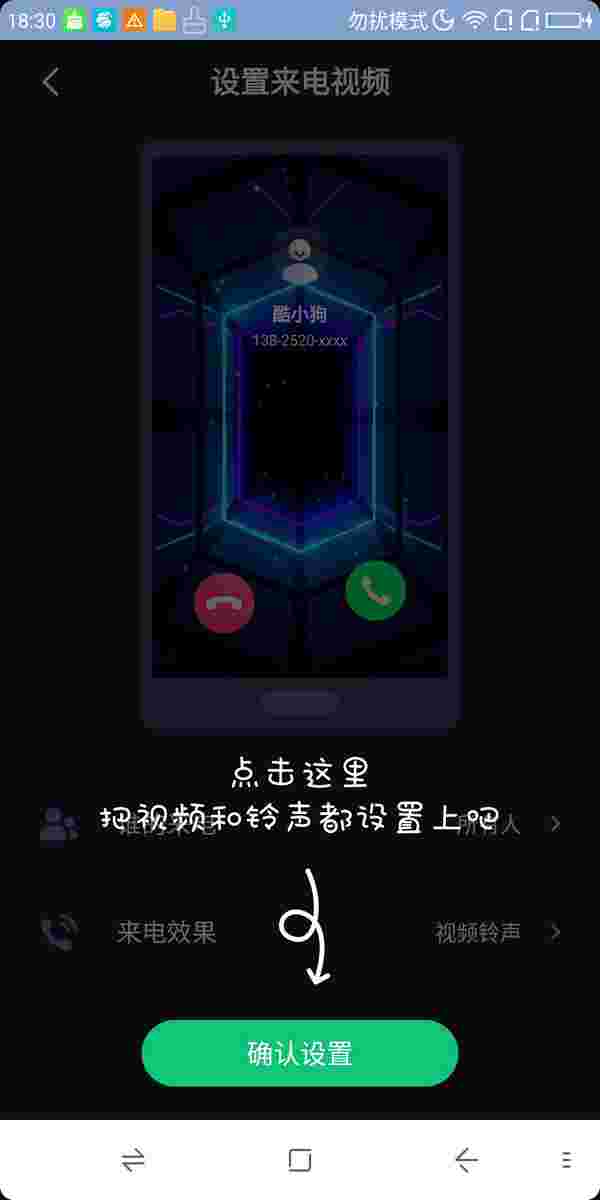 18:30
勿扰模式
设置来电视频
酷小狗
138-2520-xxxx
点击这里
把视频和铃声都设置上吧
所有人
来电效果
视频铃声
确认设置